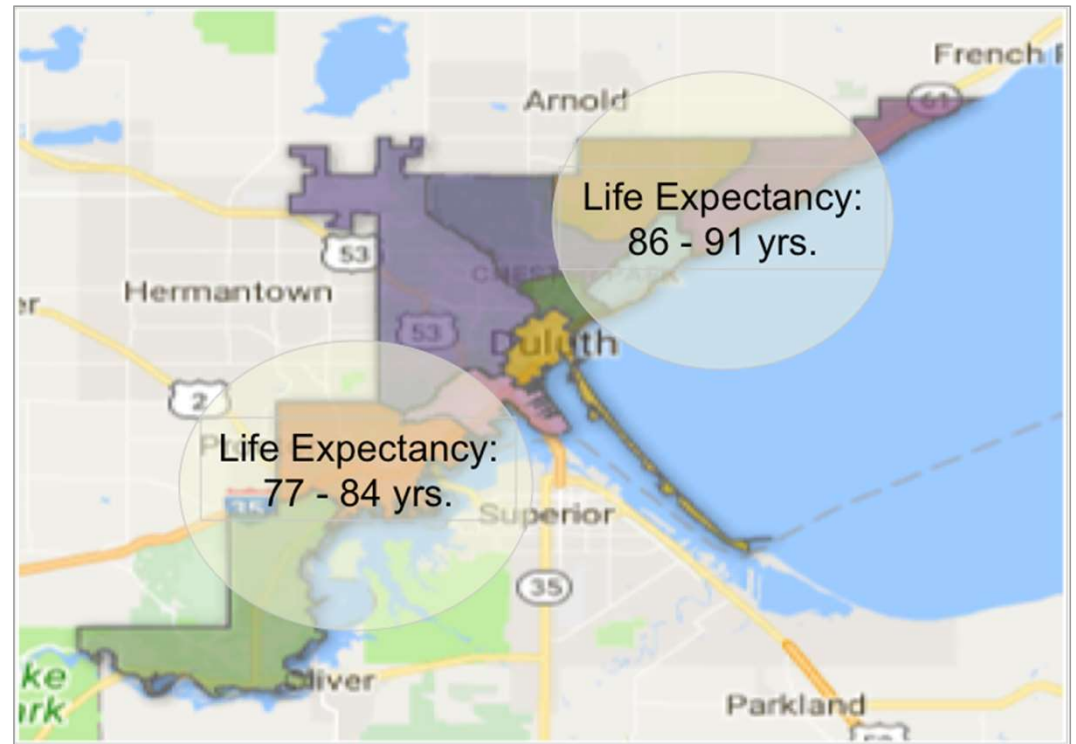 French
Arnold
61
Life Expectancy:
86 - 91 yrs.
53
Hermantown
53
Duluth
2
Life Expectancy:
77 - 84 yrs.
35
Superior
35
Oliver
Parkland